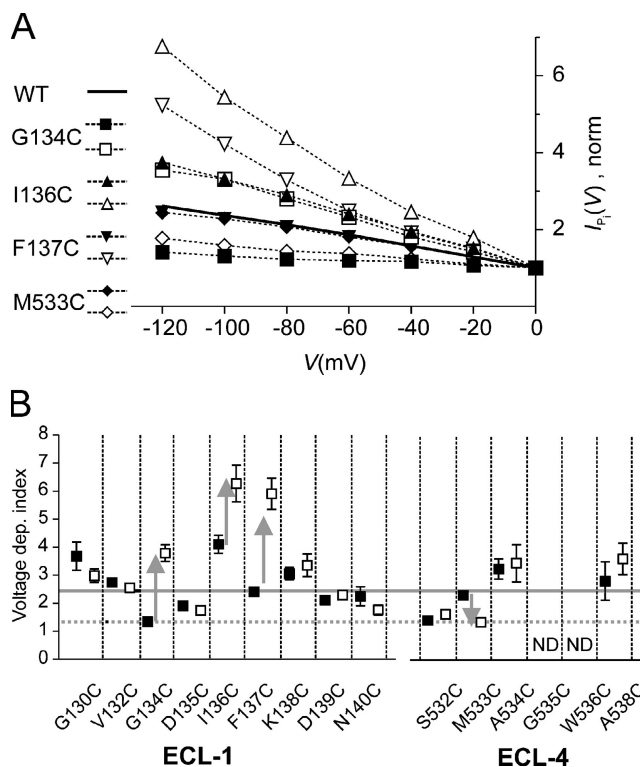 A
WT
G134C
I136C
F137C
M533C
6
4
2
I_Pi(V) , norm
-120 -100 -80 -60 -40 -20 0
V(mV)
B
Voltage dep. index
8
7
6
5
4
3
2
1
0
ND ND
G130C V132C G134C D135C I136C F137C K138C D139C N140C S532C M533C A534C G535C W536C A538C
ECL-1 ECL-4